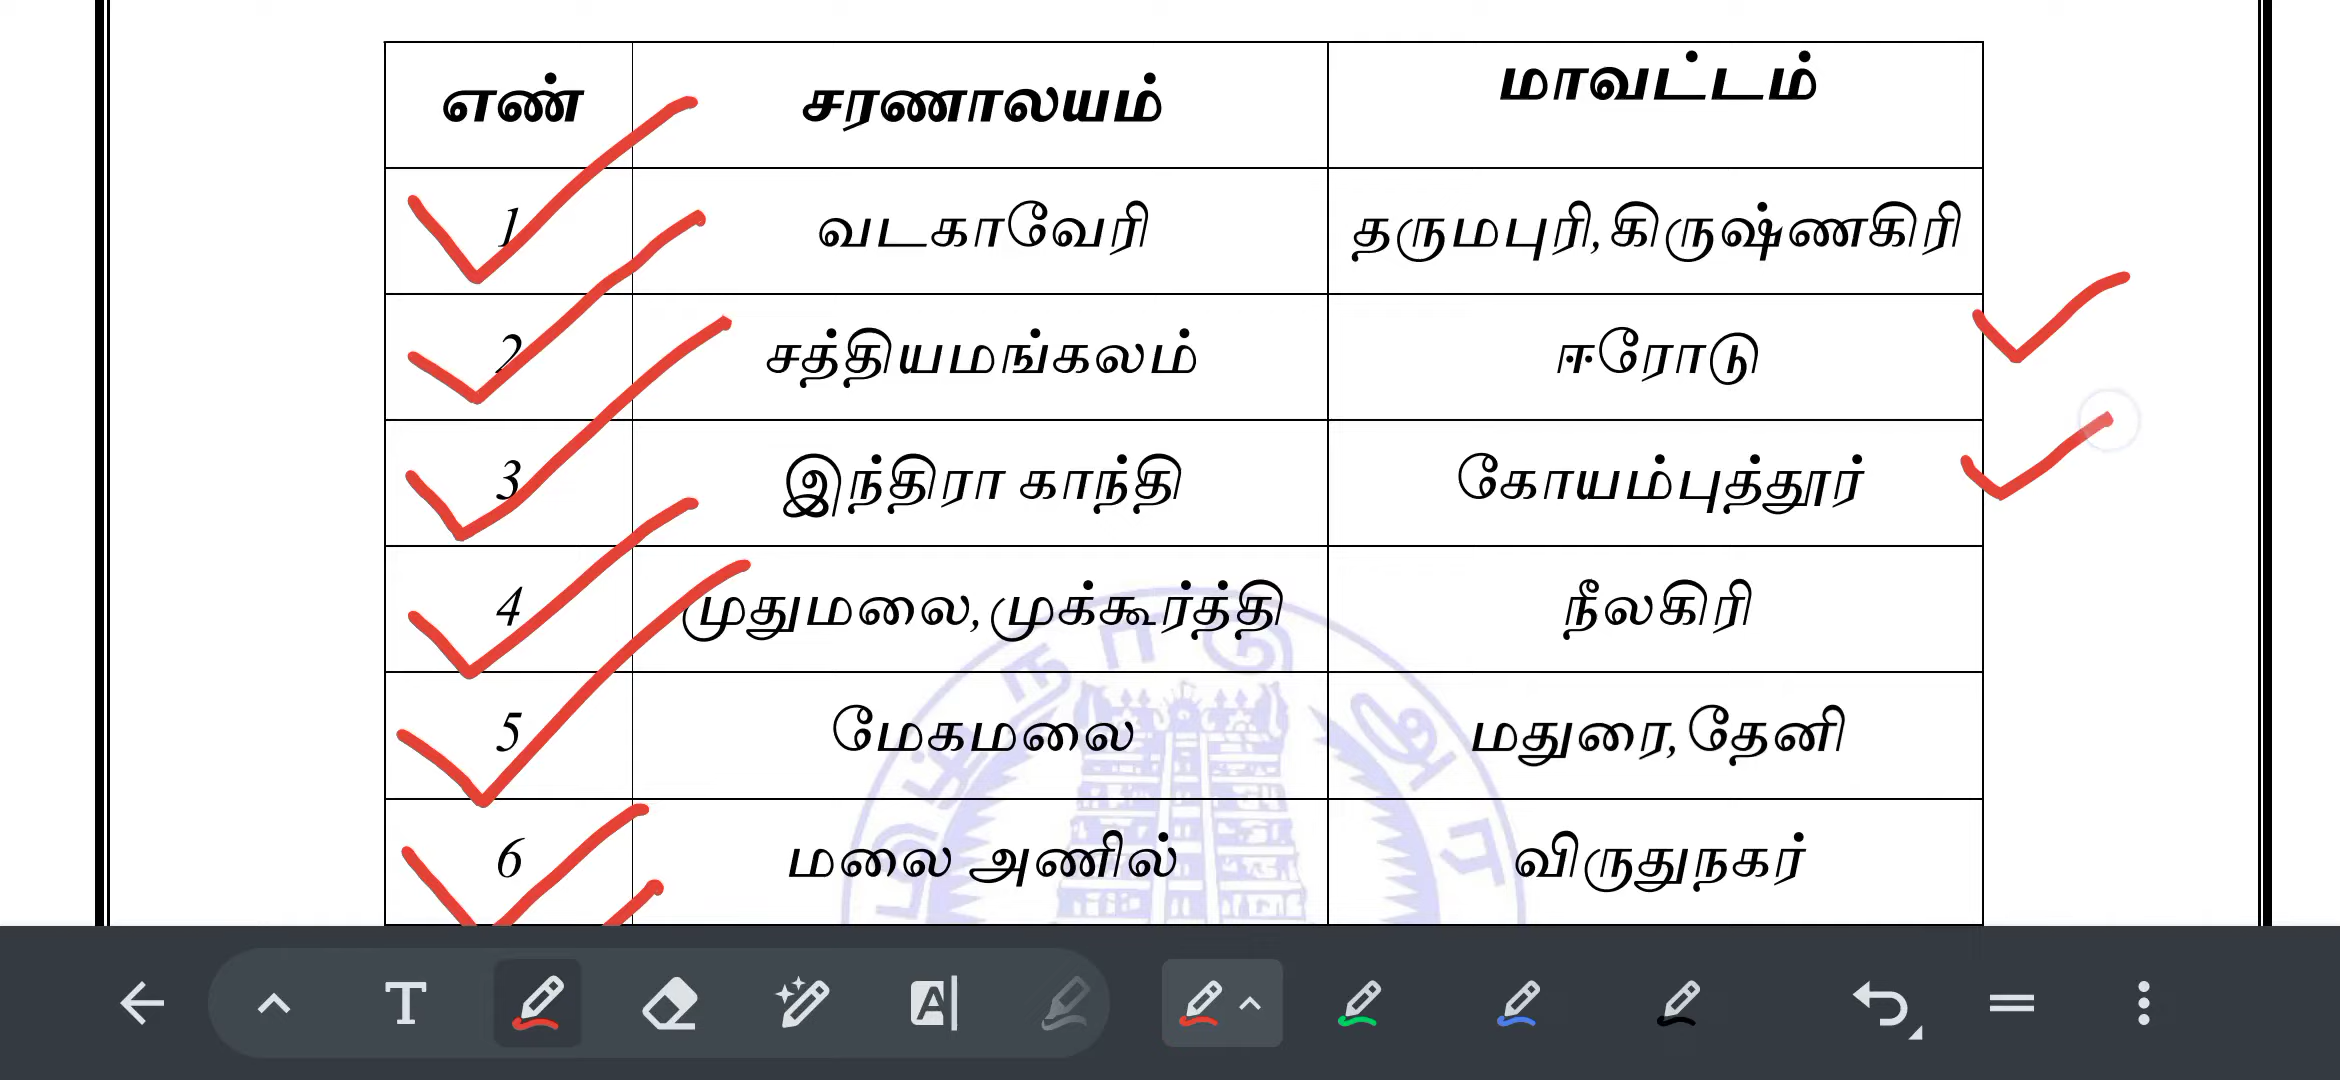 எண் சரணாலயம் மாவட்டம்
1 வடகாவேரி தருமபுரி,கிருஷ்ணகிரி
2 சத்தியமங்கலம் ஈரோடு
3 இந்திரா காந்தி கோயம்புத்தூர்
4 முதுமலை,முக்கூர்த்தி நீலகிரி
5 மேகமலை மதுரை,தேனி
6 மலை அணில் விருதுநகர்